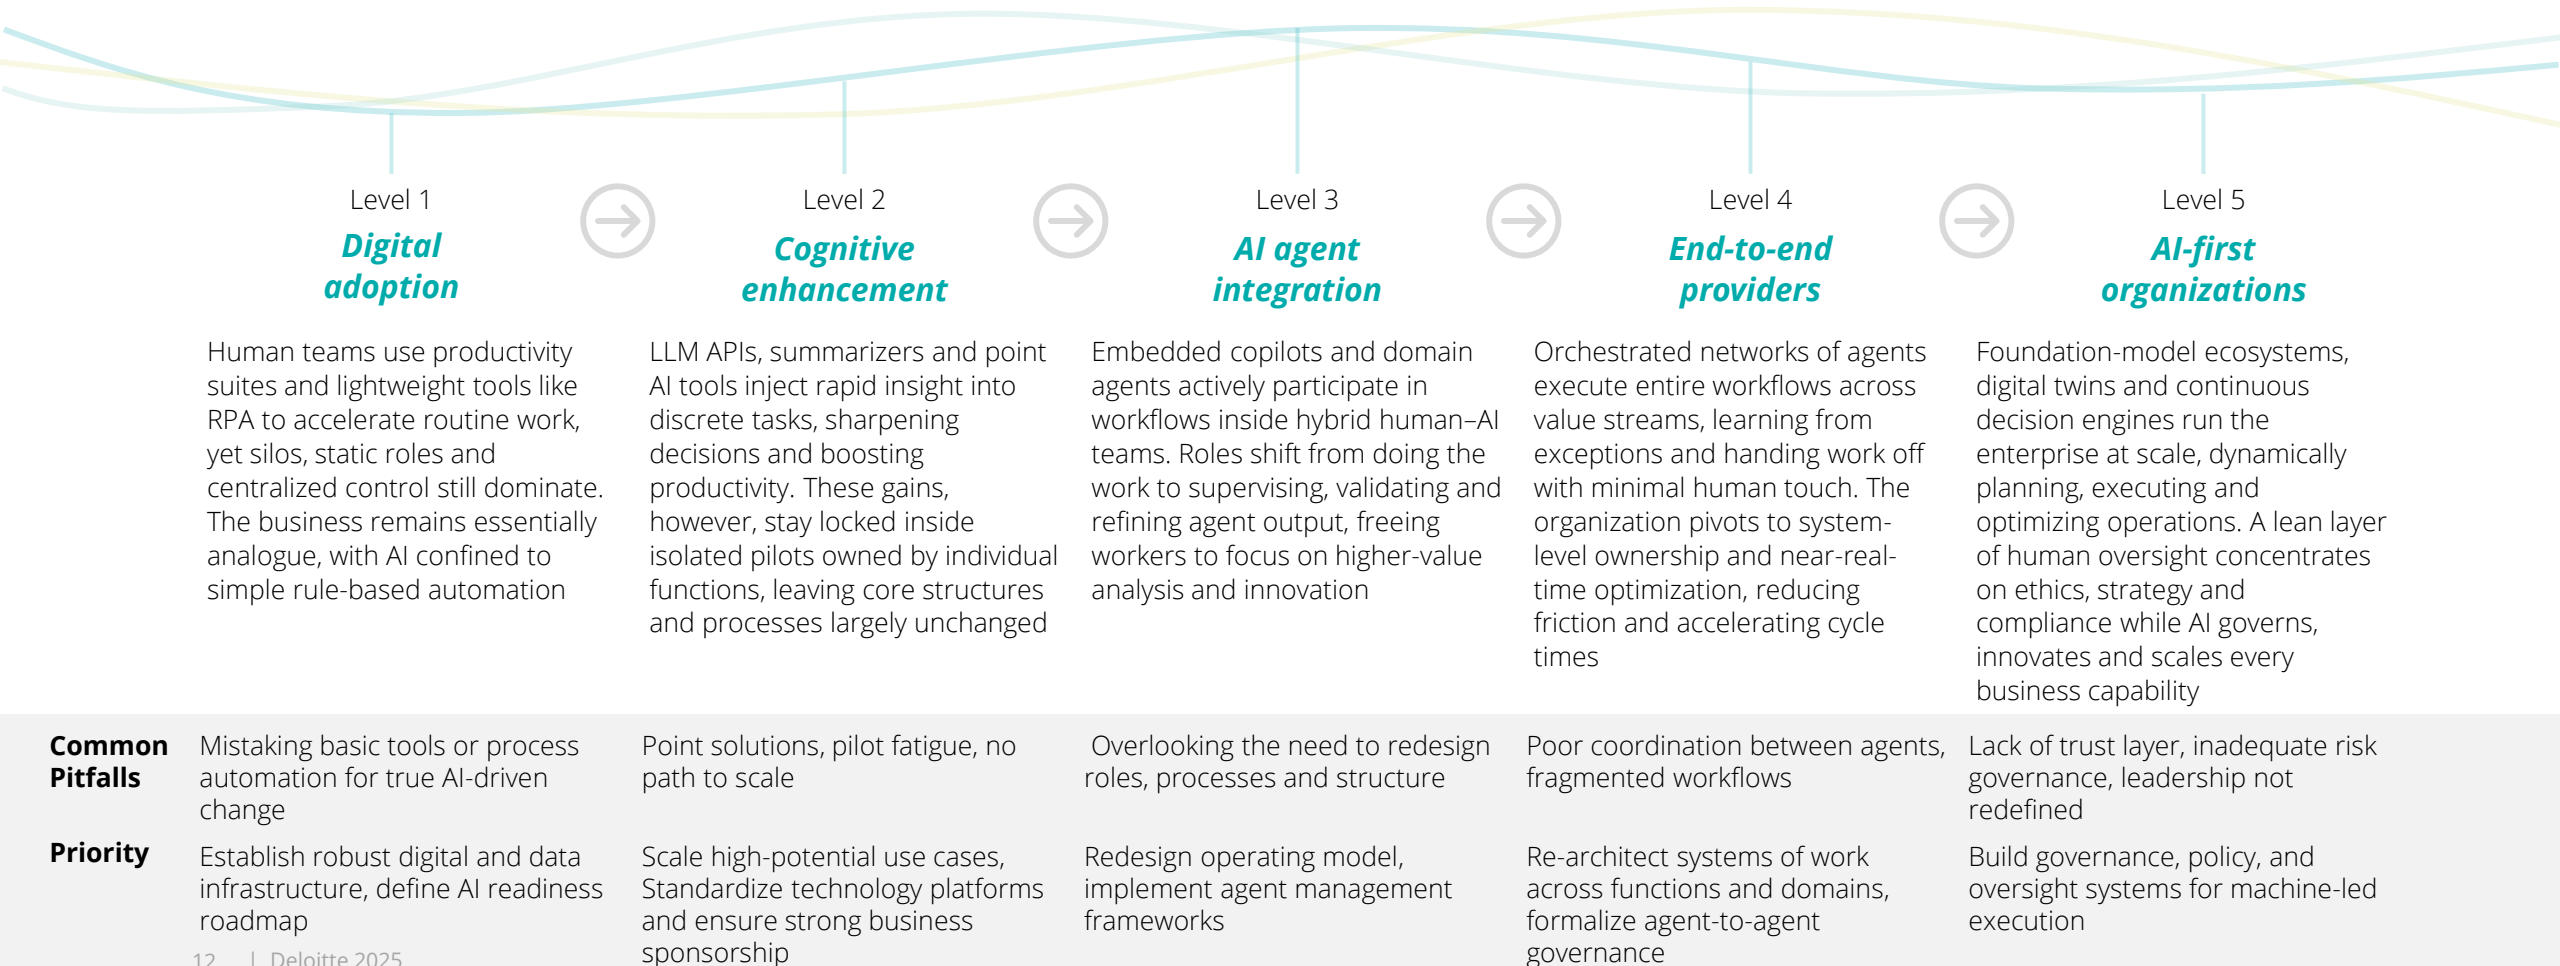 Level 1
Digital
adoption
Human teams use productivity
suites and lightweight tools like
RPA to accelerate routine work,
yet silos, static roles and
centralized control still dominate.
The business remains essentially
analogue, with AI confined to
simple rule-based automation
Level 2
Cognitive
enhancement
LLM APIs, summarizers and point
AI tools inject rapid insight into
discrete tasks, sharpening
decisions and boosting
productivity. These gains,
however, stay locked inside
isolated pilots owned by individual
functions, leaving core structures
and processes largely unchanged
Level 3
AI agent
integration
Embedded copilots and domain
agents actively participate in
workflows inside hybrid human–AI
teams. Roles shift from doing the
work to supervising, validating and
refining agent output, freeing
workers to focus on higher-value
analysis and innovation
Level 4
End-to-end
providers
Orchestrated networks of agents
execute entire workflows across
value streams, learning from
exceptions and handing work off
with minimal human touch. The
organization pivots to system-
level ownership and near-real-
time optimization, reducing
friction and accelerating cycle
times
Level 5
AI-first
organizations
Foundation-model ecosystems,
digital twins and continuous
decision engines run the
enterprise at scale, dynamically
planning, executing and
optimizing operations. A lean layer
of human oversight concentrates
on ethics, strategy and
compliance while AI governs,
innovates and scales every
business capability
Common
Pitfalls
Mistaking basic tools or process
automation for true AI-driven
change
Point solutions, pilot fatigue, no
path to scale
Overlooking the need to redesign
roles, processes and structure
Poor coordination between agents,
fragmented workflows
Lack of trust layer, inadequate risk
governance, leadership not
redefined
Priority
Establish robust digital and data
infrastructure, define AI readiness
roadmap
Scale high-potential use cases,
Standardize technology platforms
and ensure strong business
sponsorship
Redesign operating model,
implement agent management
frameworks
Re-architect systems of work
across functions and domains,
formalize agent-to-agent
governance
Build governance, policy, and
oversight systems for machine-led
execution
12 | Deloitte 2025